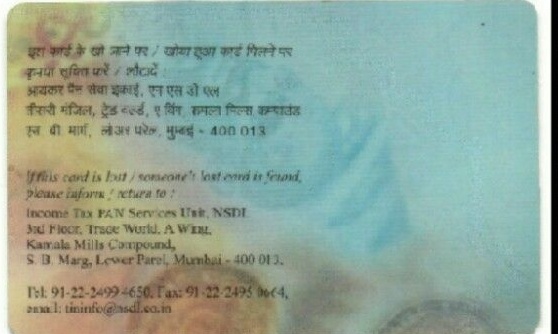 इस कार्ड के खो जाने पर / खोया हुआ कार्ड मिलने पर
कृपया सूचित करें / लौटायें :
आयकर पैन सेवा इकाई, एन एस डी एल
तीसरी मंजिल, ट्रेड वर्ल्ड, ए विंग, कमला मिल्स कम्पाउंड
एस बी मार्ग, लोअर परेल, मुम्बई - 400 013
If this card is lost / someone's lost card is found,
please inform / return to :
Income Tax PAN Services Unit, NSDL
3rd Floor, Trade World, A Wing,
Kamala Mills Compound,
S. B. Marg, Lower Parel, Mumbai - 400 013.
Tel: 91-22-2499 4650, Fax: 91-22-2495 0664,
email: tininfo@nsdl.co.in